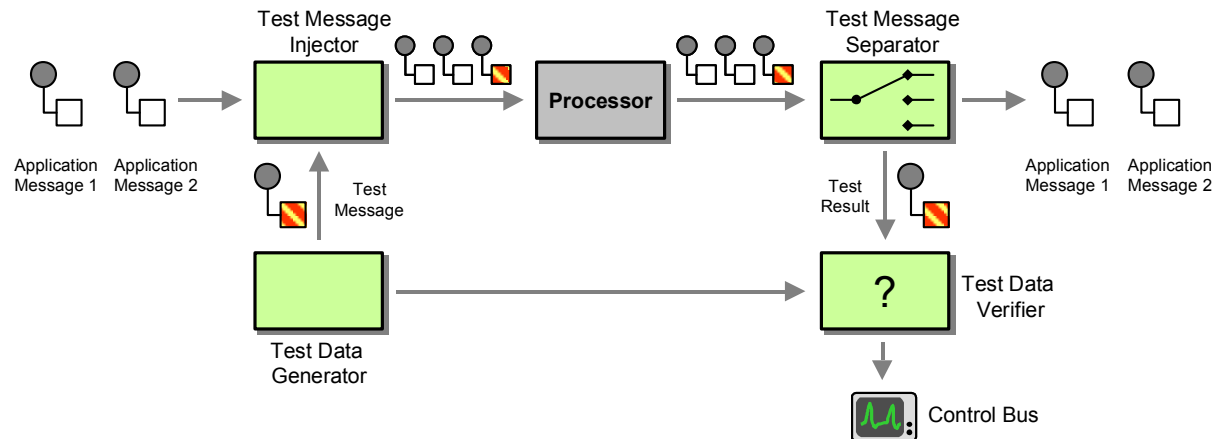 Test Message
Injector
Test Message
Separator
Processor
Application
Message 1
Application
Message 2
Application
Message 1
Application
Message 2
Test
Message
Test
Result
?
Test Data
Verifier
Test Data
Generator
Control Bus